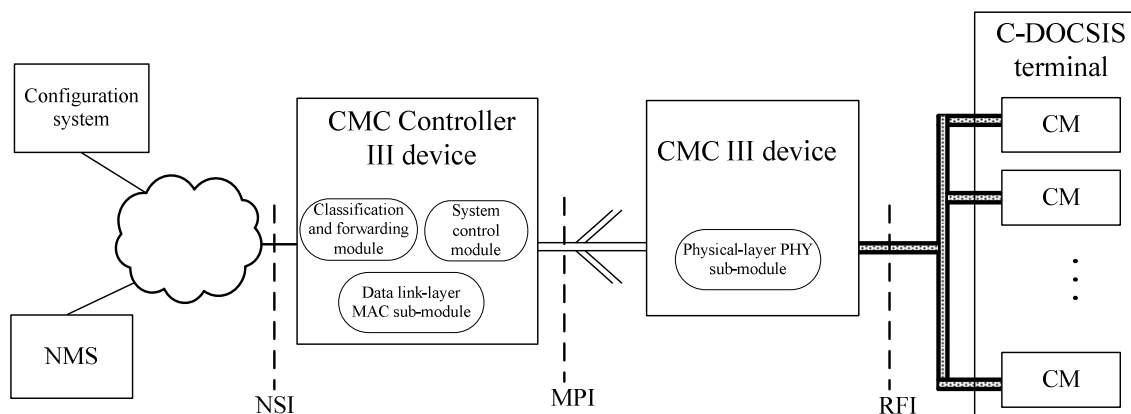 Configuration
system
NMS
NSI
CMC Controller
III device
Classification
and forwarding
module
System
control
module
Data link-layer
MAC sub-module
MPI
CMC III device
Physical-layer PHY
sub-module
RFI
C-DOCSIS
terminal
CM
CM
CM